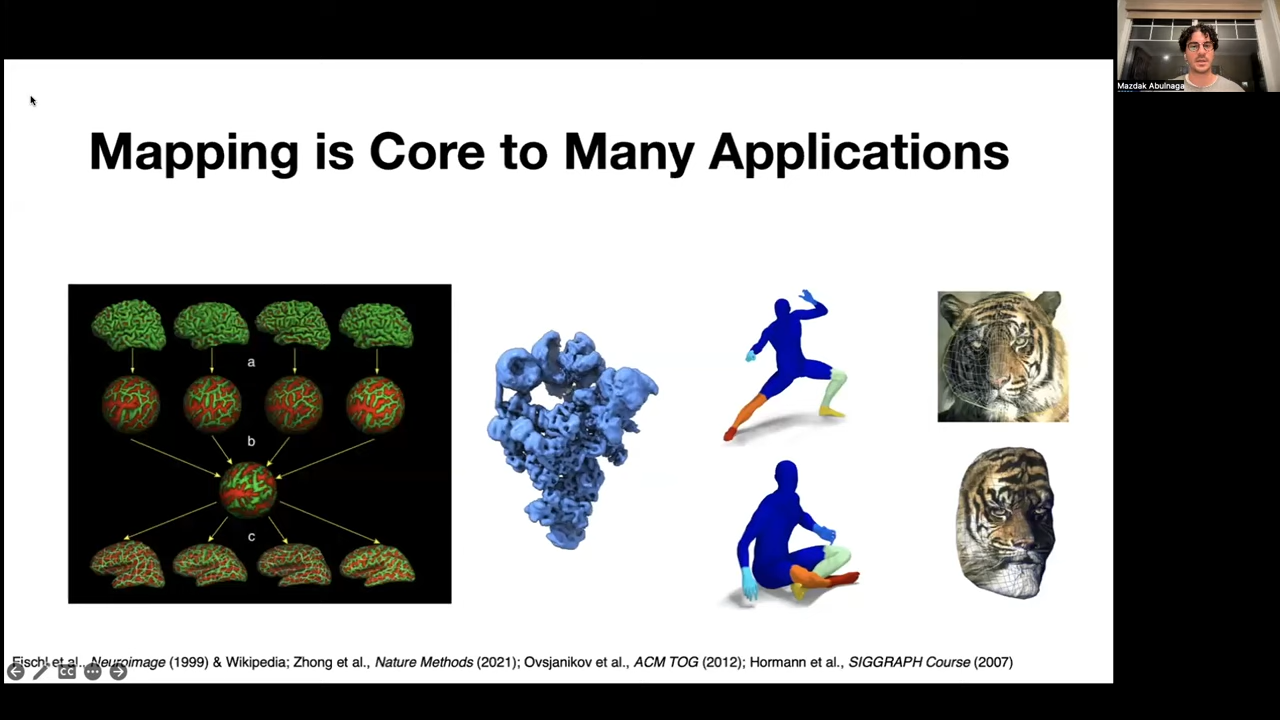 Mazdak Abulnaga
Mapping is Core to Many Applications
a
b
c
Fischl et al., Neuroimage (1999) & Wikipedia; Zhong et al., Nature Methods (2021); Ovsjanikov et al., ACM TOG (2012); Hormann et al., SIGGRAPH Course (2007)
CC